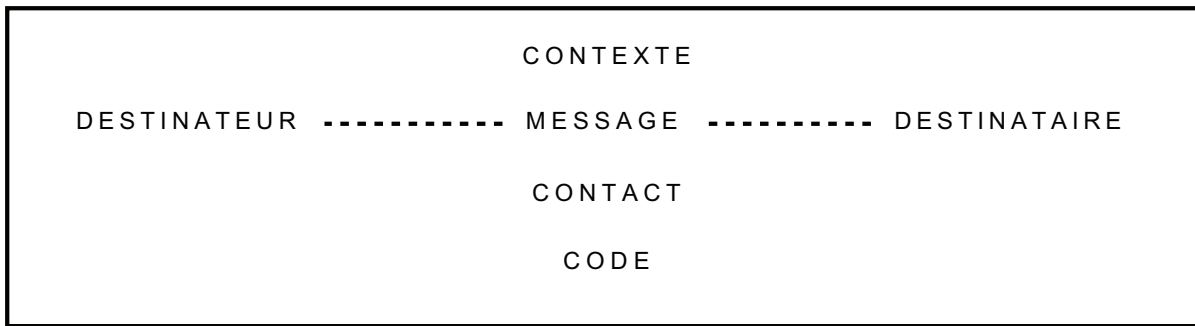 CONTEXTE
DESTINATEUR ----------- MESSAGE ---------- DESTINATAIRE
CONTACT
CODE